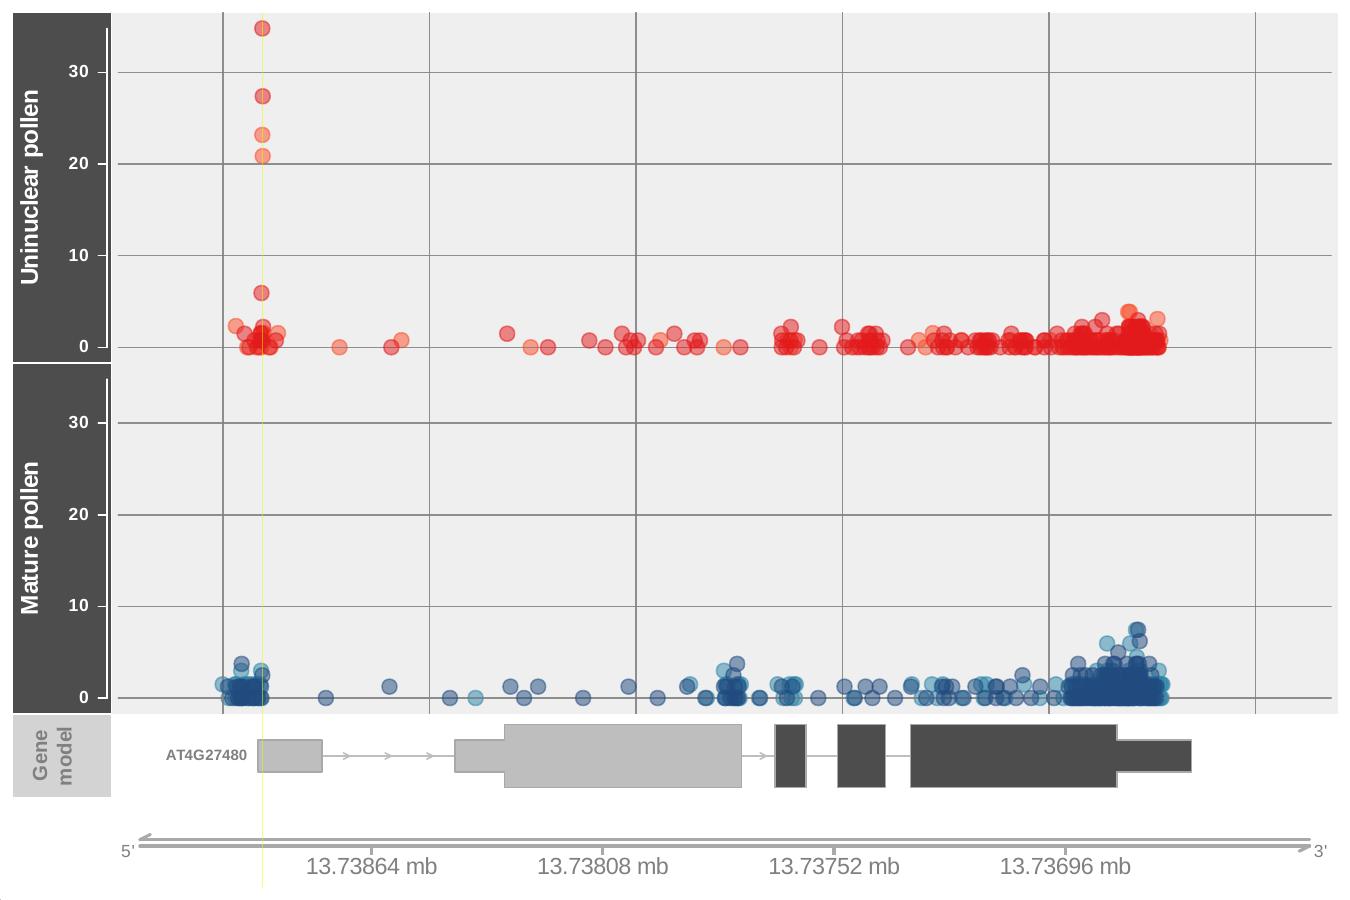 Uninuclear pollen
30
20
10
0
Mature pollen
30
20
10
0
Gene
model
AT4G27480
5'
3'
13.73864 mb
13.73808 mb
13.73752 mb
13.73696 mb